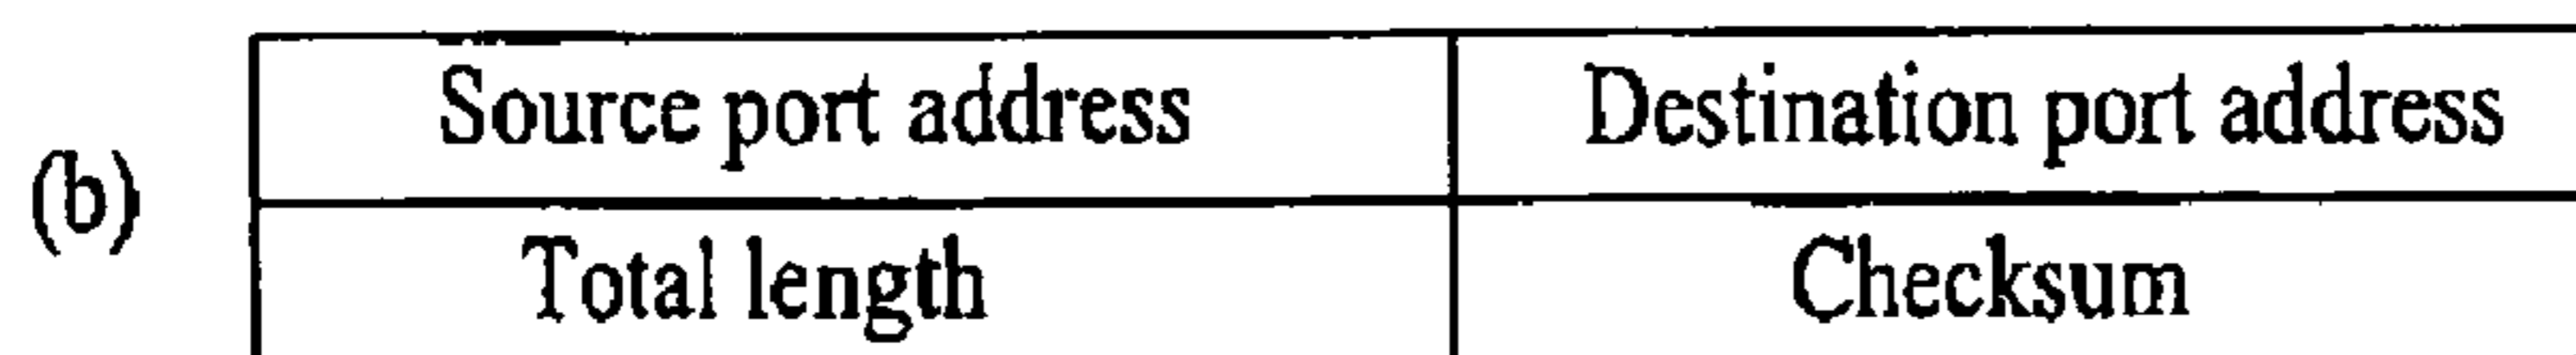 (b)
Source port address Destination port address
Total length Checksum